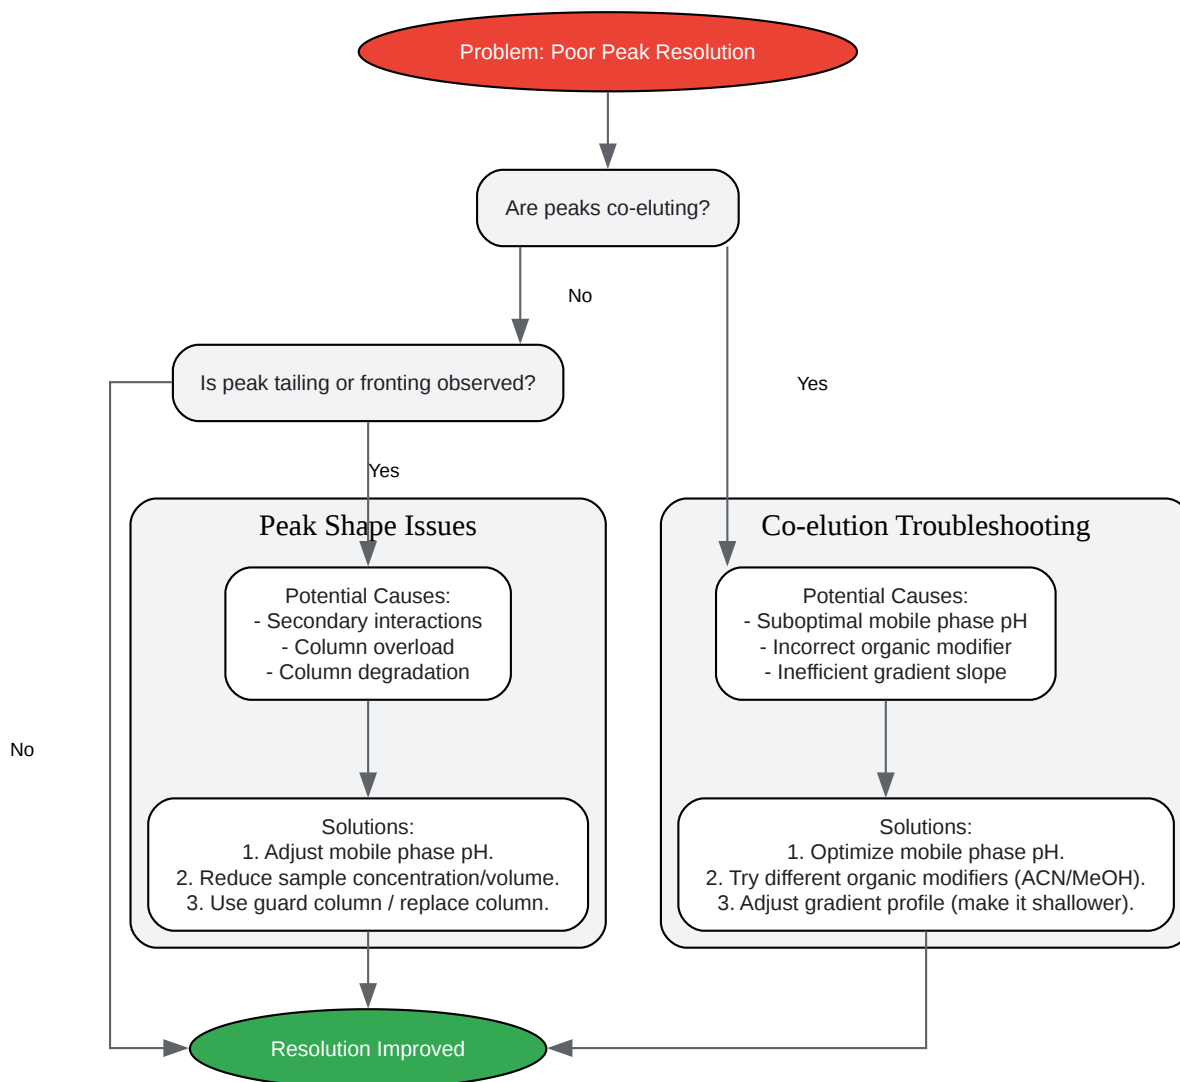 Problem: Poor Peak Resolution
Are peaks co-eluting?
No
Is peak tailing or fronting observed?
Yes
Yes
Peak Shape Issues
Potential Causes:
- Secondary interactions
- Column overload
- Column degradation
Co-elution Troubleshooting
Potential Causes:
- Suboptimal mobile phase pH
- Incorrect organic modifier
- Inefficient gradient slope
No
Solutions:
1. Adjust mobile phase pH.
2. Reduce sample concentration/volume.
3. Use guard column / replace column.
Solutions:
1. Optimize mobile phase pH.
2. Try different organic modifiers (ACN/MeOH).
3. Adjust gradient profile (make it shallower).
Resolution Improved